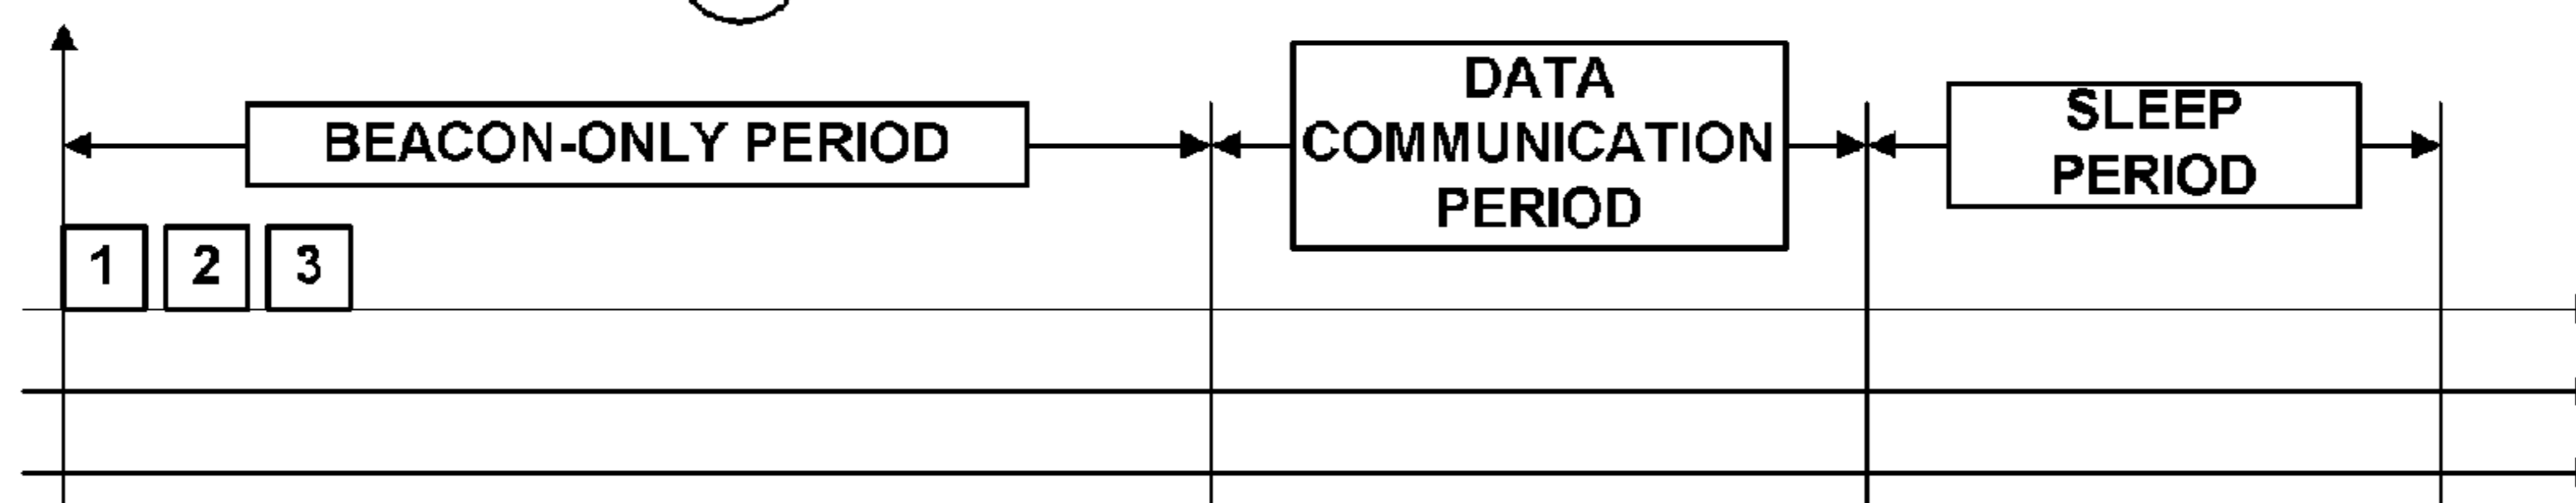 BEACON-ONLY PERIOD
DATA
COMMUNICATION
PERIOD
SLEEP
PERIOD
1 2 3